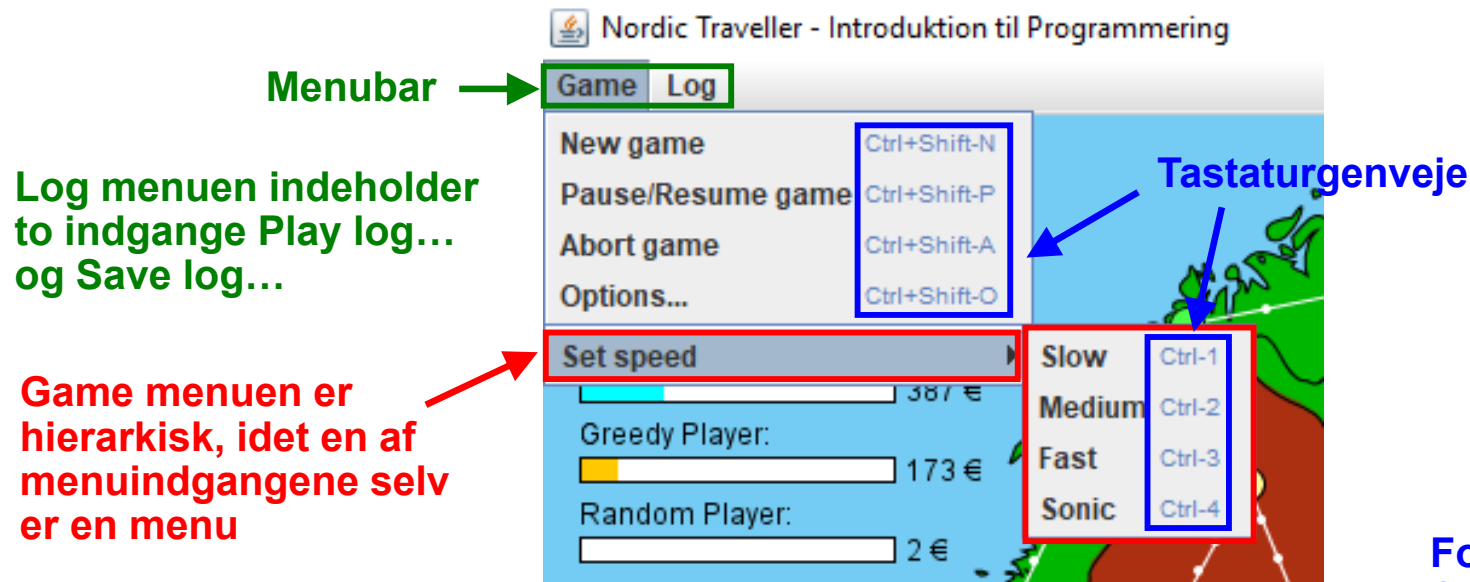 Nordic Traveller - Introduktion til Programmering
Menubar
Game Log
New game Ctrl+Shift-N
Pause/Resume game Ctrl+Shift-P
Abort game Ctrl+Shift-A
Options... Ctrl+Shift-O
Set speed
Slow Ctrl-1
Medium Ctrl-2
Fast Ctrl-3
Sonic Ctrl-4
387 €
Greedy Player:
173 €
Random Player:
2 €
Log menuen indeholder
to indgange Play log…
og Save log…
Game menuen er
hierarkisk, idet en af
menuindgangene selv
er en menu
Tastaturgenveje